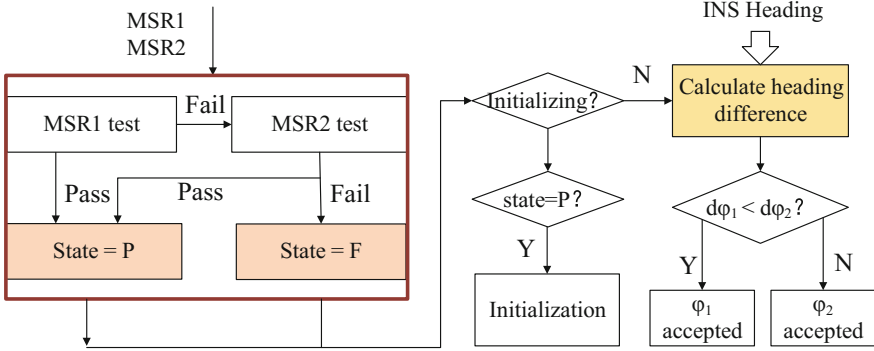 MSR1
MSR2
INS Heading
MSR1 test
Fail
MSR2 test
Pass
Pass
Fail
State = P
State = F
Initializing?
N
Calculate heading
difference
state=P?
Y
Initialization
dφ₁ < dφ₂?
Y
N
φ₁
accepted
φ₂
accepted